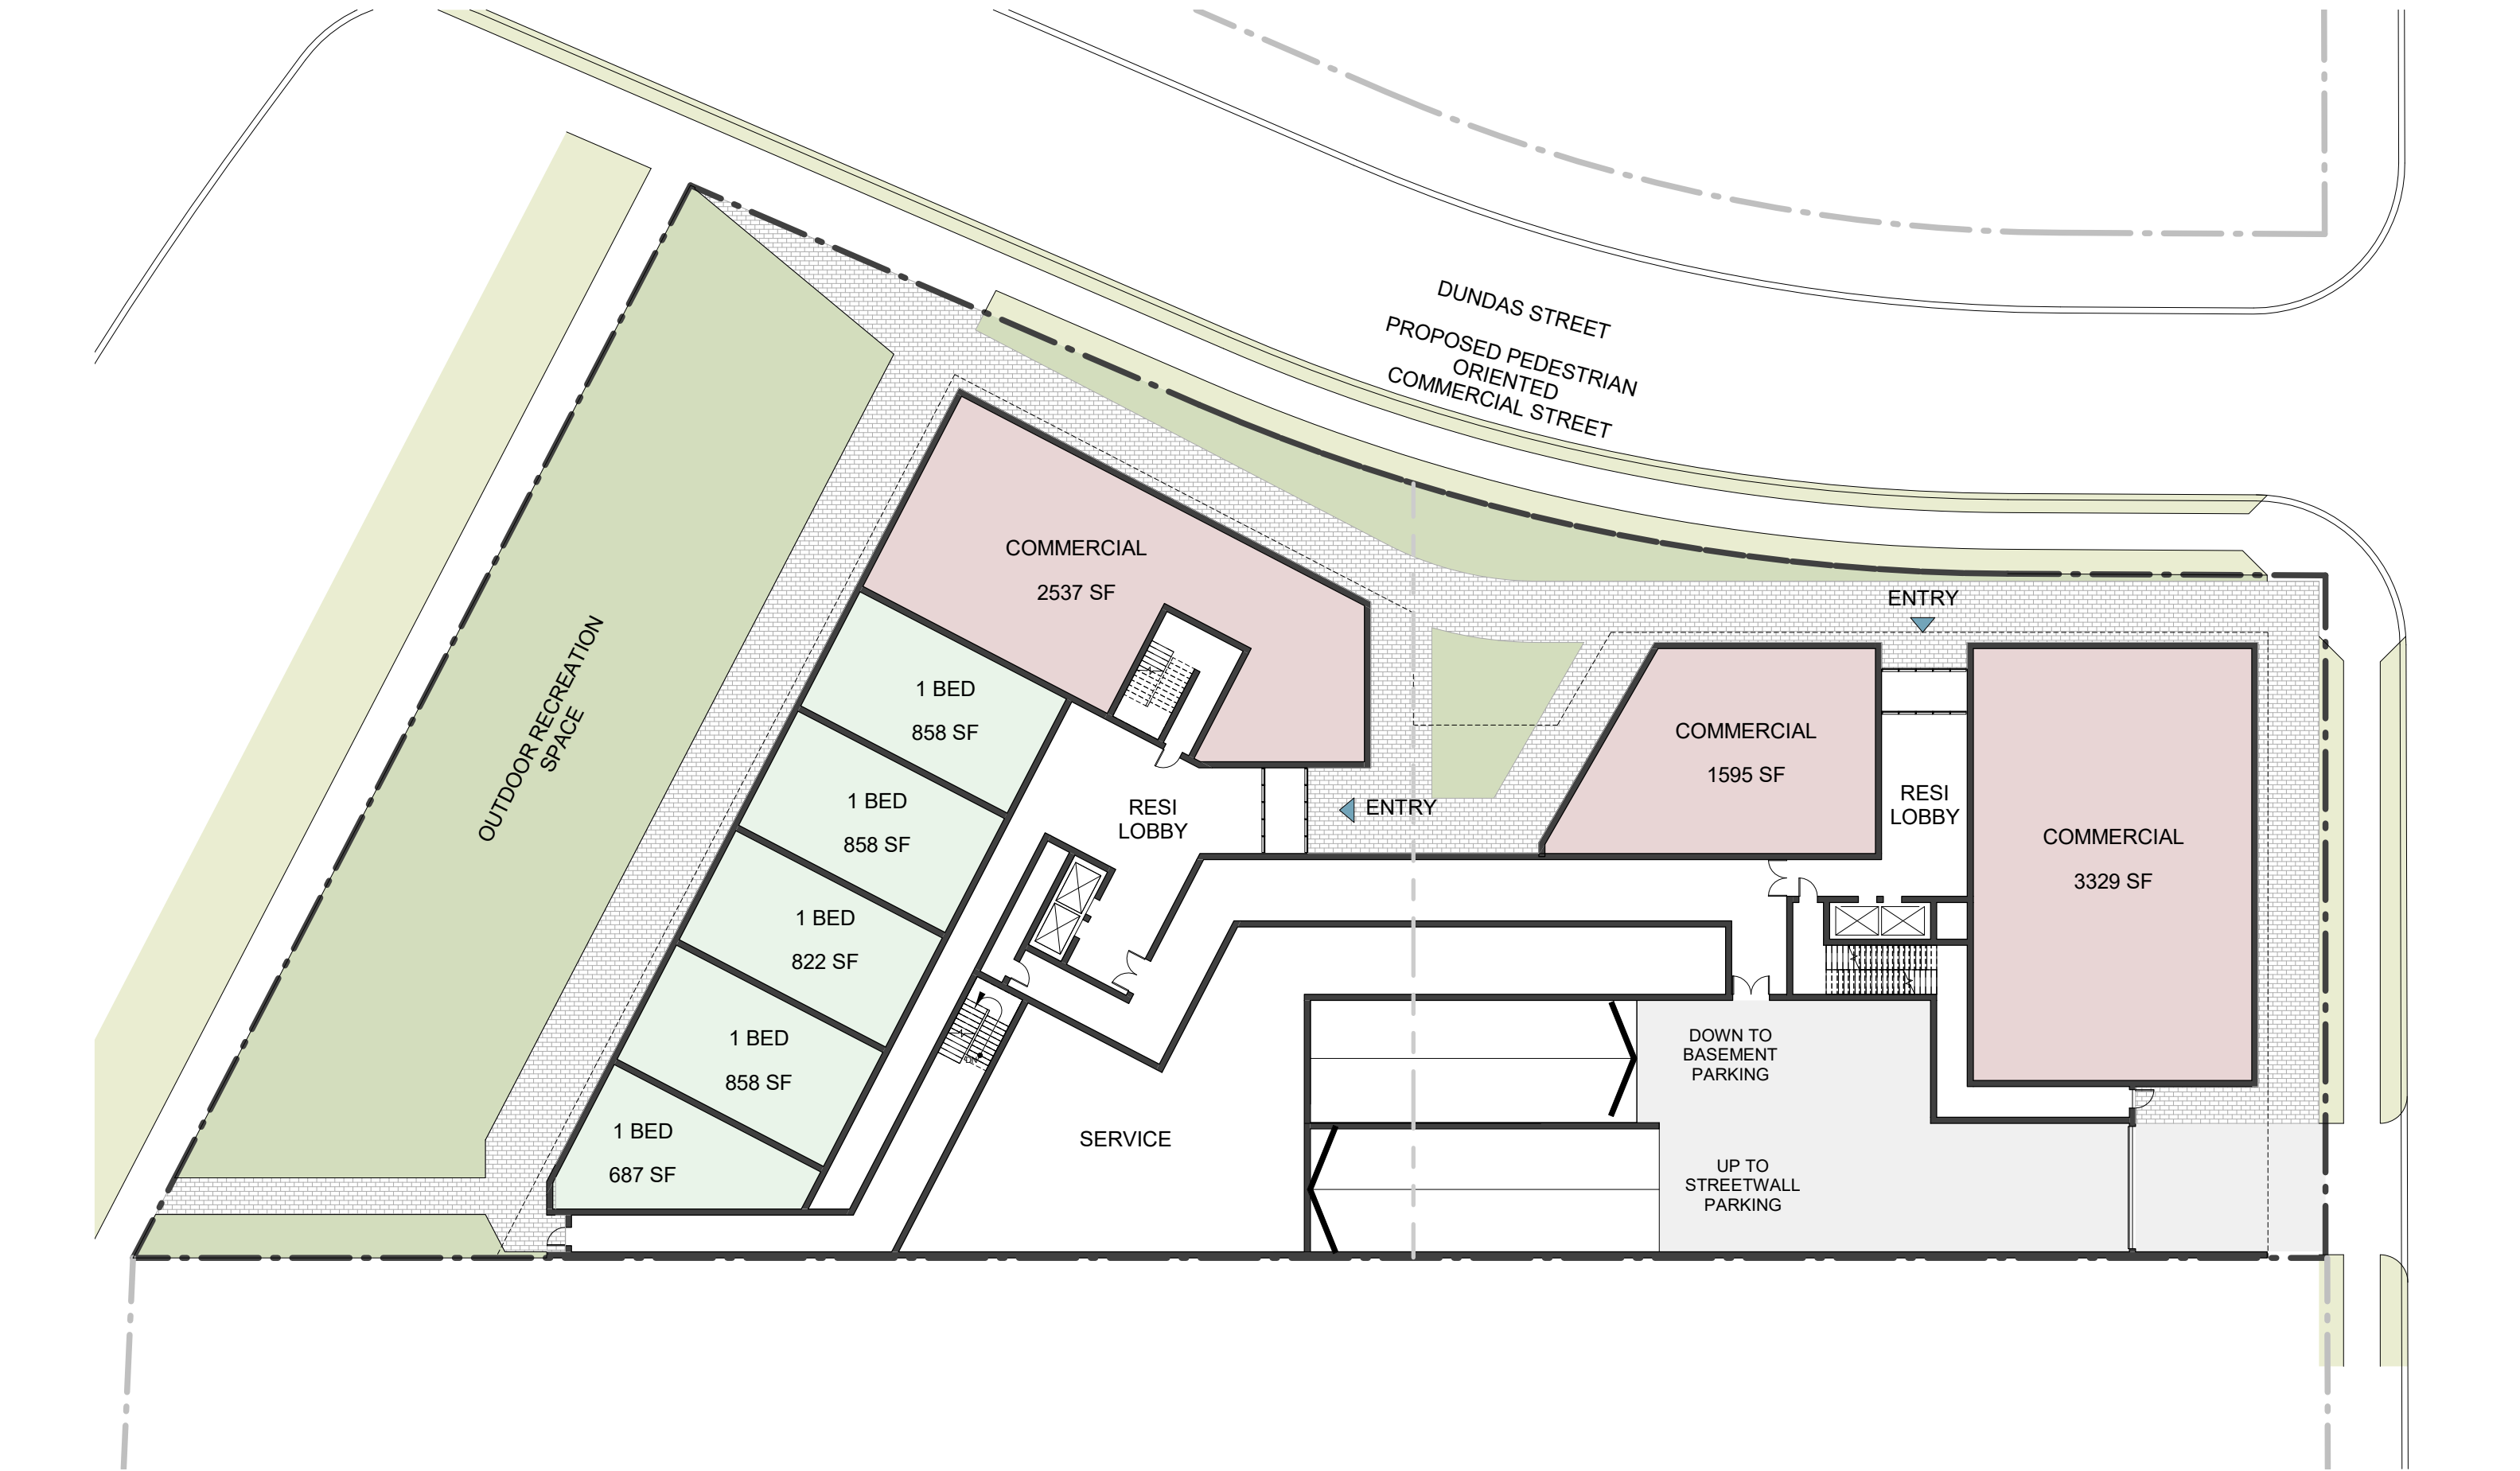 DUNDAS STREET
PROPOSED PEDESTRIAN
ORIENTED
COMMERCIAL STREET
COMMERCIAL
2537 SF
ENTRY
OUTDOOR RECREATION
SPACE
1 BED
858 SF
COMMERCIAL
1595 SF
1 BED
858 SF
RESI
LOBBY
ENTRY
RESI
LOBBY
COMMERCIAL
3329 SF
1 BED
822 SF
1 BED
858 SF
DOWN TO
BASEMENT
PARKING
DN
1 BED
687 SF
SERVICE
UP TO
STREETWALL
PARKING